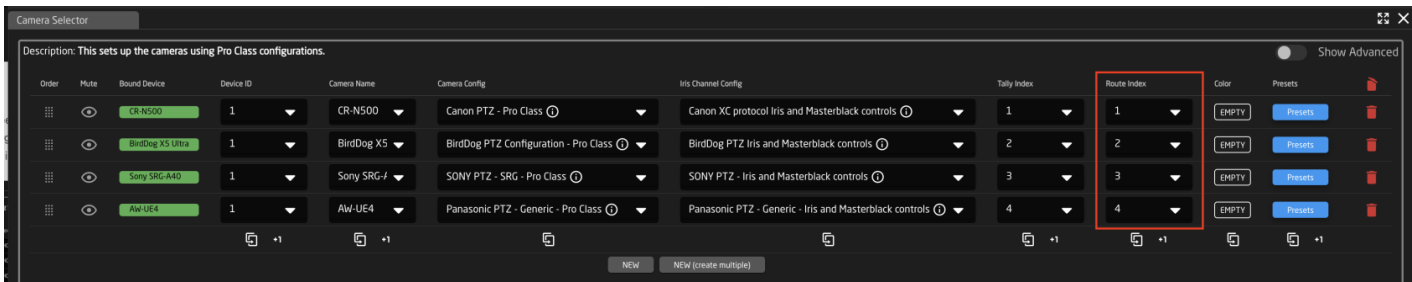 Camera Selector
Description: This sets up the cameras using Pro Class configurations.
Show Advanced
Order Mute Bound Device Device ID Camera Name Camera Config Iris Channel Config Tally Index Route Index Color Presets
CR-N500 1 CR-N500 Canon PTZ - Pro Class Canon XC protocol Iris and Masterblack controls 1 1 EMPTY Presets
BirdDog X5 Ultra 1 BirdDog X5 BirdDog PTZ Configuration - Pro Class BirdDog PTZ Iris and Masterblack controls 2 2 EMPTY Presets
Sony SRG-A40 1 Sony SRG-A SONY PTZ - SRG - Pro Class SONY PTZ - Iris and Masterblack controls 3 3 EMPTY Presets
AW-UE4 1 AW-UE4 Panasonic PTZ - Generic - Pro Class Panasonic PTZ - Generic - Iris and Masterblack controls 4 4 EMPTY Presets
+1 +1 +1 +1 +1
NEW NEW (create multiple)